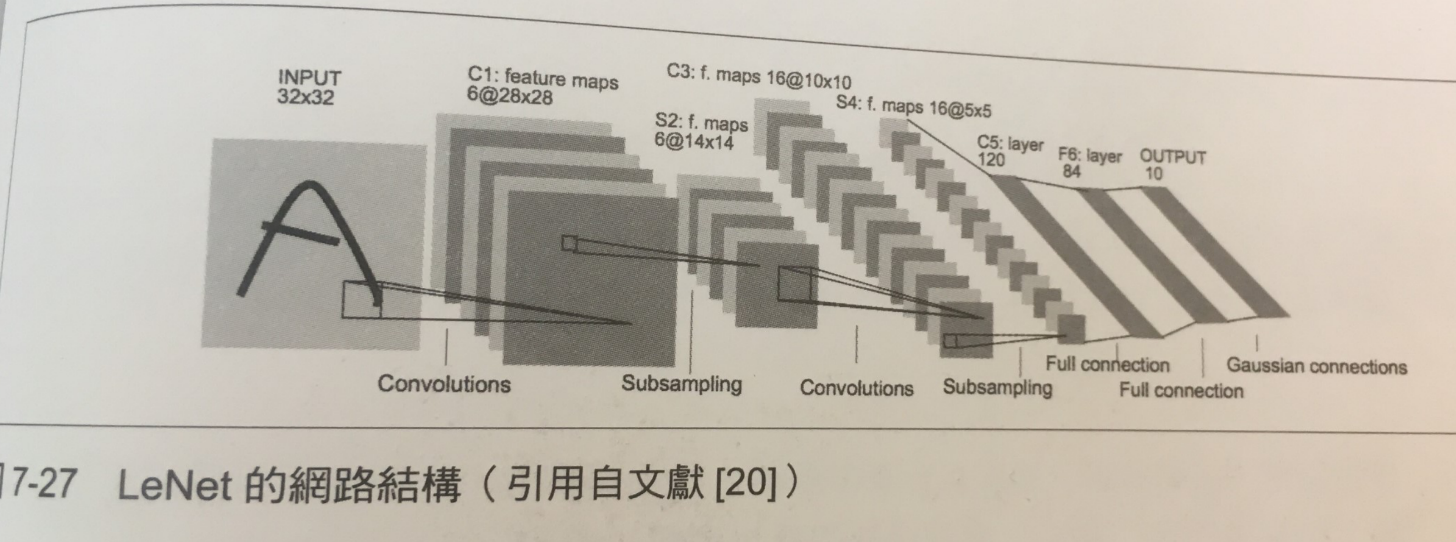 INPUT
32x32
C1: feature maps
6@28x28
S2: f. maps
6@14x14
C3: f. maps 16@10x10
S4: f. maps 16@5x5
C5: layer
120
F6: layer
84
OUTPUT
10
Convolutions
Subsampling
Convolutions
Subsampling
Full connection
Full connection
Gaussian connections
7-27 LeNet 的網路結構（引用自文獻 [20]）